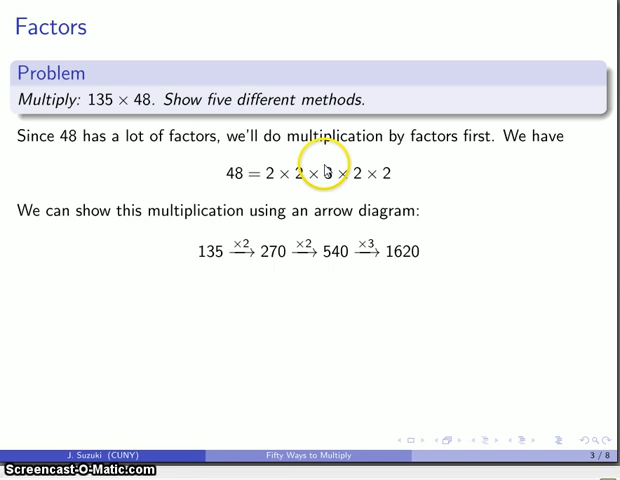 Factors
Problem
Multiply: 135 × 48. Show five different methods.
Since 48 has a lot of factors, we'll do multiplication by factors first. We have
48 = 2 × 2 × 3 × 2 × 2
We can show this multiplication using an arrow diagram:
135 ×2→ 270 ×2→ 540 ×3→ 1620
J. Suzuki (CUNY) Fifty Ways to Multiply 3 / 8
Screencast-O-Matic.com